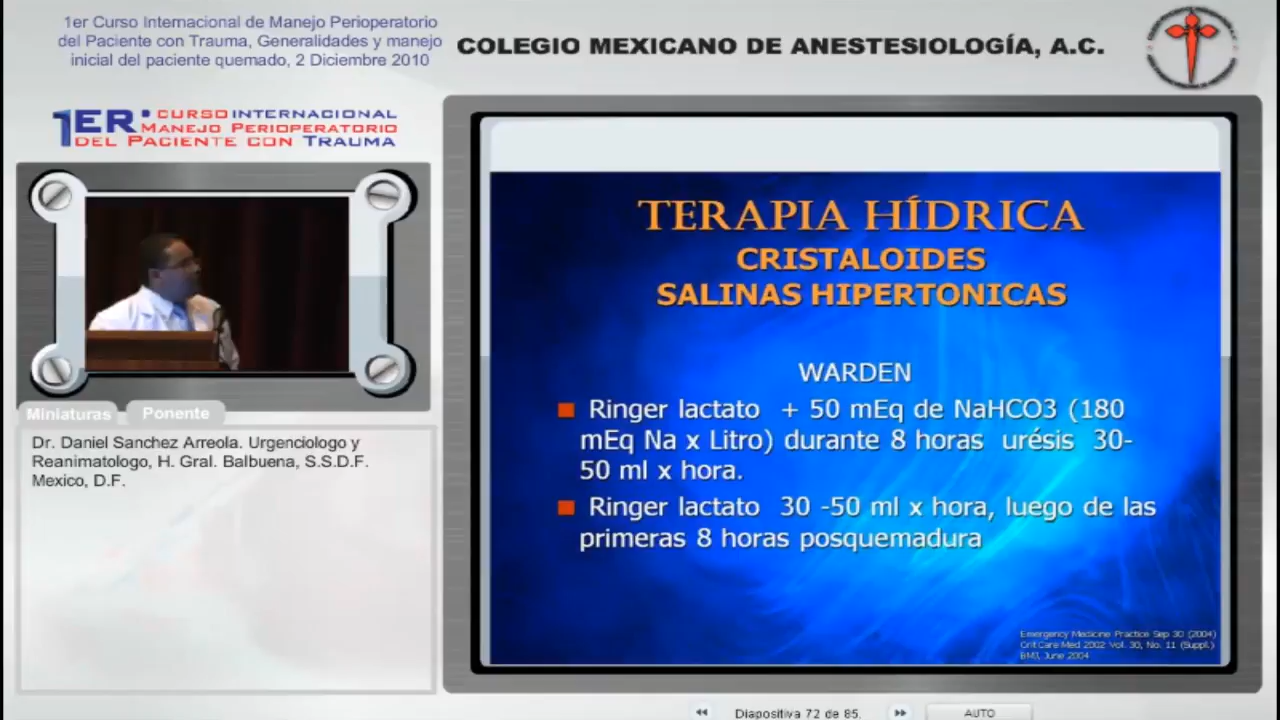 1er Curso Internacional de Manejo Perioperatorio
del Paciente con Trauma, Generalidades y manejo
inicial del paciente quemado, 2 Diciembre 2010
COLEGIO MEXICANO DE ANESTESIOLOGÍA, A.C.
1ER. CURSO INTERNACIONAL
MANEJO PERIOPERATORIO
DEL PACIENTE CON TRAUMA
Miniaturas
Ponente
Dr. Daniel Sanchez Arreola. Urgenciologo y
Reanimatologo, H. Gral. Balbuena, S.S.D.F.
Mexico, D.F.
TERAPIA HÍDRICA
CRISTALOIDES
SALINAS HIPERTONICAS
WARDEN
Ringer lactato + 50 mEq de NaHCO3 (180
mEq Na x Litro) durante 8 horas urésis 30-
50 ml x hora.
Ringer lactato 30 -50 ml x hora, luego de las
primeras 8 horas posquemadura
Emergency Medicine Practice Sep 30 (2004)
Crit Care Med 2002 Vol. 30, No. 11 (Suppl.)
BMJ, June 2004
Diapositiva 72 de 85.
AUTO